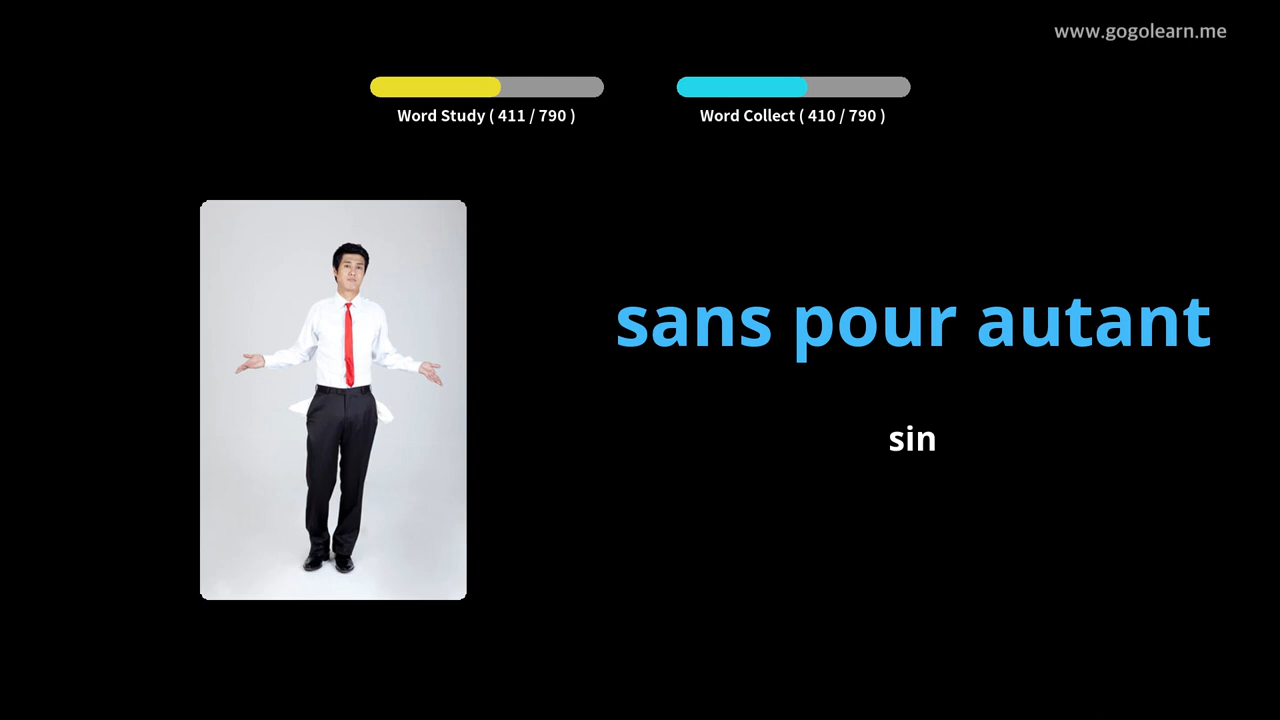 www.gogolearn.me
Word Study ( 411 / 790 )
Word Collect ( 410 / 790 )
sans pour autant
sin